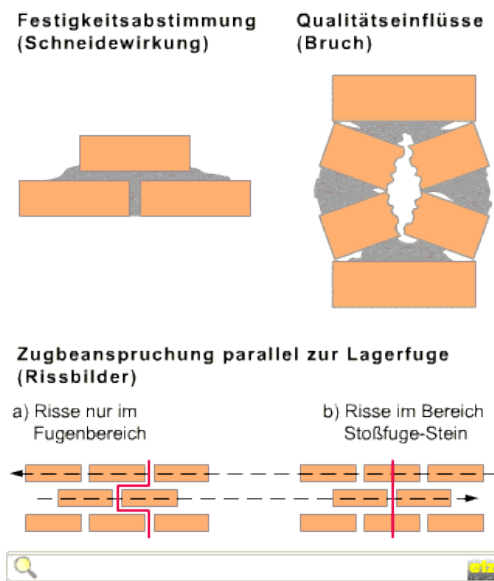 Festigkeitsabstimmung
(Schneidewirkung)
Qualitätseinflüsse
(Bruch)
Zugbeanspruchung parallel zur Lagerfuge
(Rissbilder)
a) Risse nur im
Fugenbereich
b) Risse im Bereich
Stoßfuge-Stein